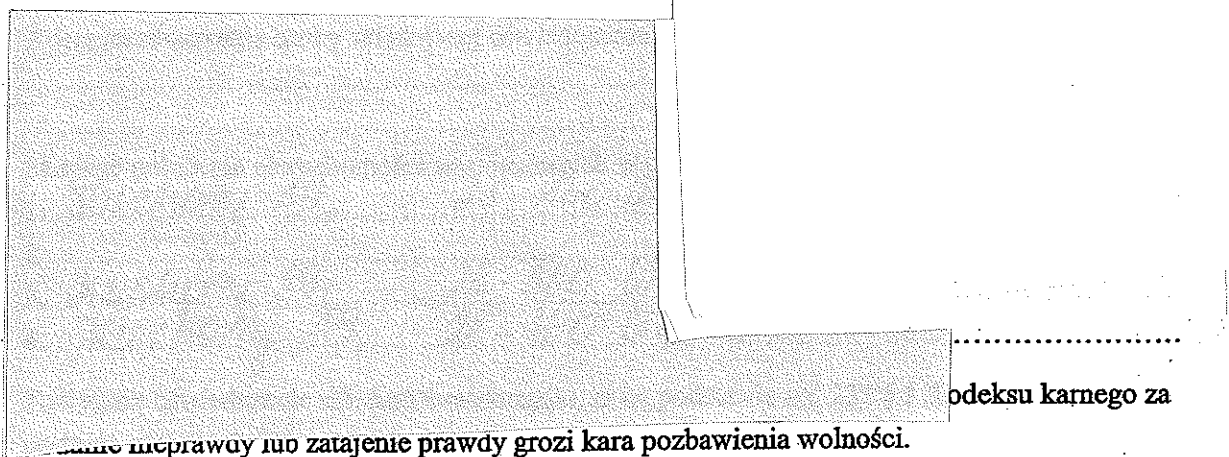 ....................
odeksu karnego za
nieprawdy lub zatajenie prawdy grozi kara pozbawienia wolności.